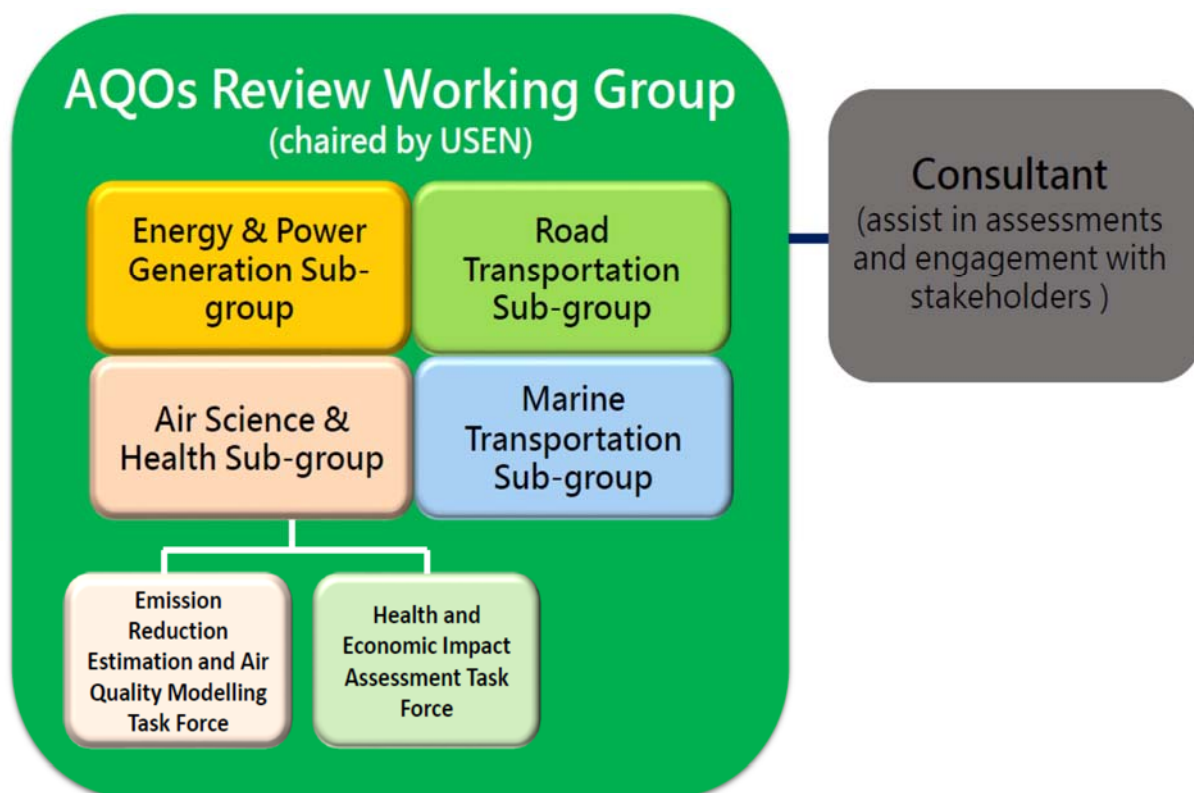 AQOs Review Working Group
(chaired by USEN)
Energy & Power
Generation Sub-
group
Road
Transportation
Sub-group
Air Science &
Health Sub-group
Marine
Transportation
Sub-group
Emission
Reduction
Estimation and Air
Quality Modelling
Task Force
Health and
Economic Impact
Assessment Task
Force
Consultant
(assist in assessments
and engagement with
stakeholders )